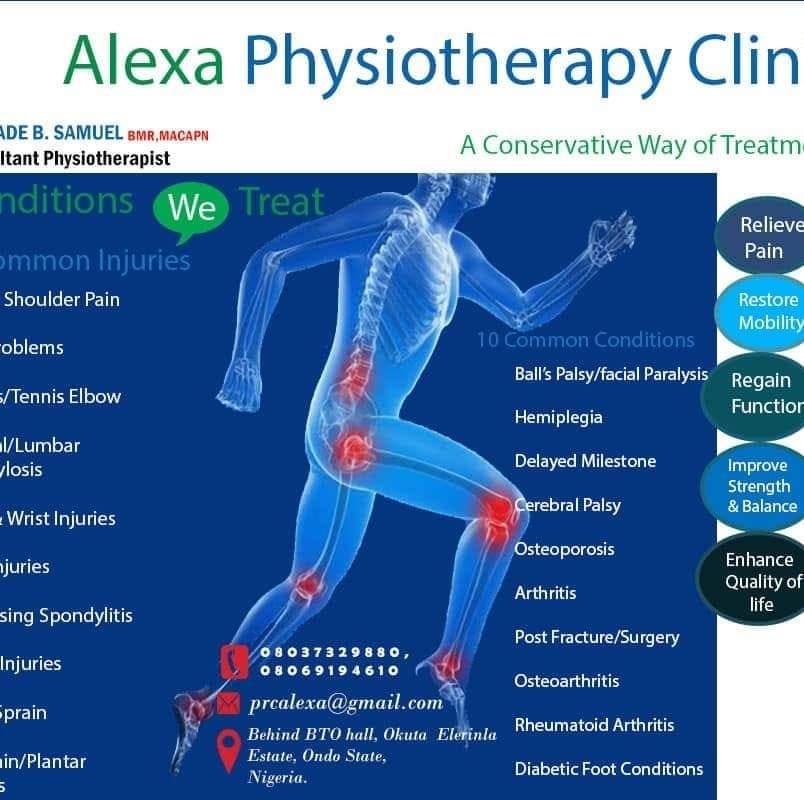 Alexa Physiotherapy Clini
ADE B. SAMUEL BMR,MACAPN
ltant Physiotherapist
A Conservative Way of Treatme
nditions We Treat
ommon Injuries
Shoulder Pain
roblems
s/Tennis Elbow
al/Lumbar
ylosis
& Wrist Injuries
njuries
sing Spondylitis
Injuries
Sprain
in/Plantar
s
10 Common Conditions
Ball's Palsy/facial Paralysis
Hemiplegia
Delayed Milestone
Cerebral Palsy
Osteoporosis
Arthritis
Post Fracture/Surgery
Osteoarthritis
Rheumatoid Arthritis
Diabetic Foot Conditions
Relieve
Pain
Restore
Mobility
Regain
Function
Improve
Strength
& Balance
Enhance
Quality of
life
08037329880,
08069194610
prcalexa@gmail.com
Behind BTO hall, Okuta Elerinla
Estate, Ondo State,
Nigeria.